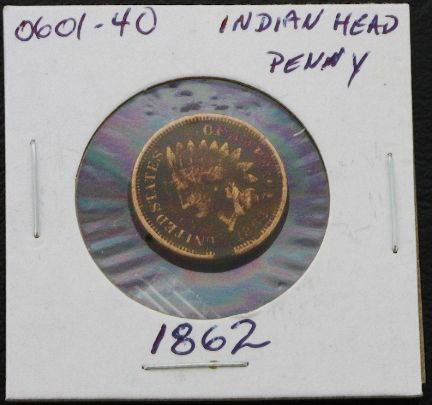 0601-40 INDIAN HEAD
PENNY
UNITED STATES OF
1862